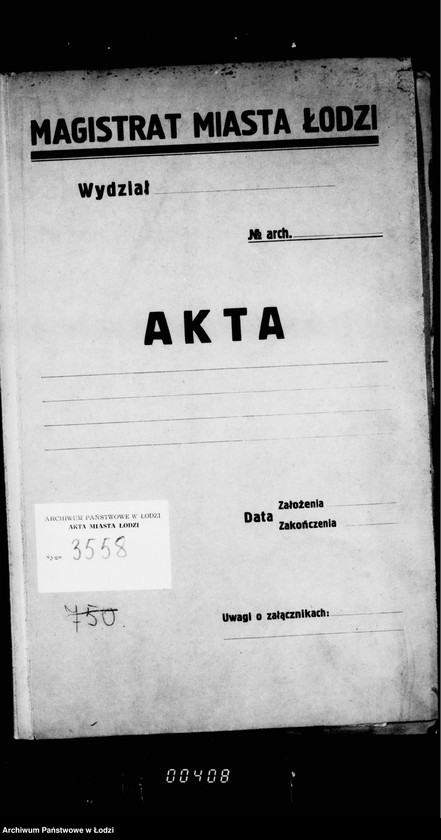 MAGISTRAT MIASTA ŁODZI
Wydział
№ arch.
AKTA
Data Założenia
Zakończenia
ARCHIWUM PAŃSTWOWE W ŁODZI
AKTA MIASTA ŁODZI
3558
750.
Uwagi o załącznikach:
00408
Archiwum Państwowe w Łodzi